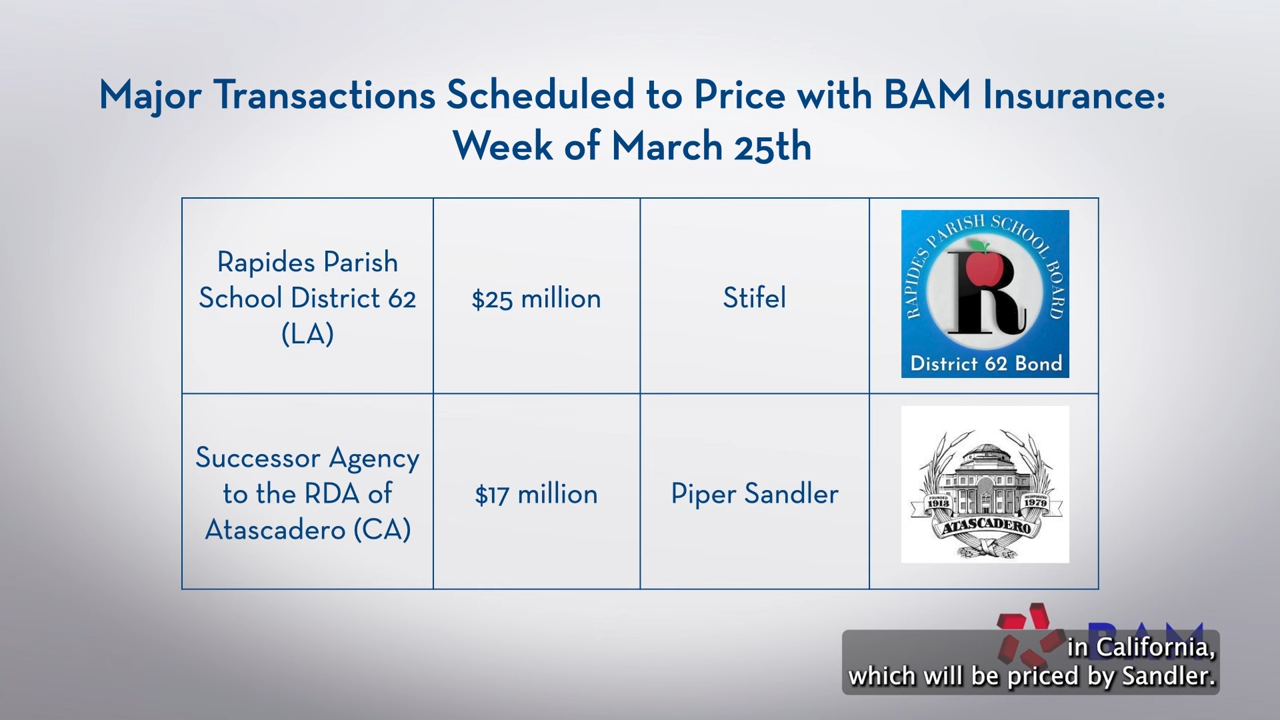 Major Transactions Scheduled to Price with BAM Insurance:
Week of March 25th
Rapides Parish
School District 62
(LA)
$25 million
Stifel
RAPIDES PARISH SCHOOL BOARD
R
District 62 Bond
Successor Agency
to the RDA of
Atascadero (CA)
$17 million
Piper Sandler
FOUNDED
1913
1979
ATASCADERO
BAM
in California,
which will be priced by Sandler.